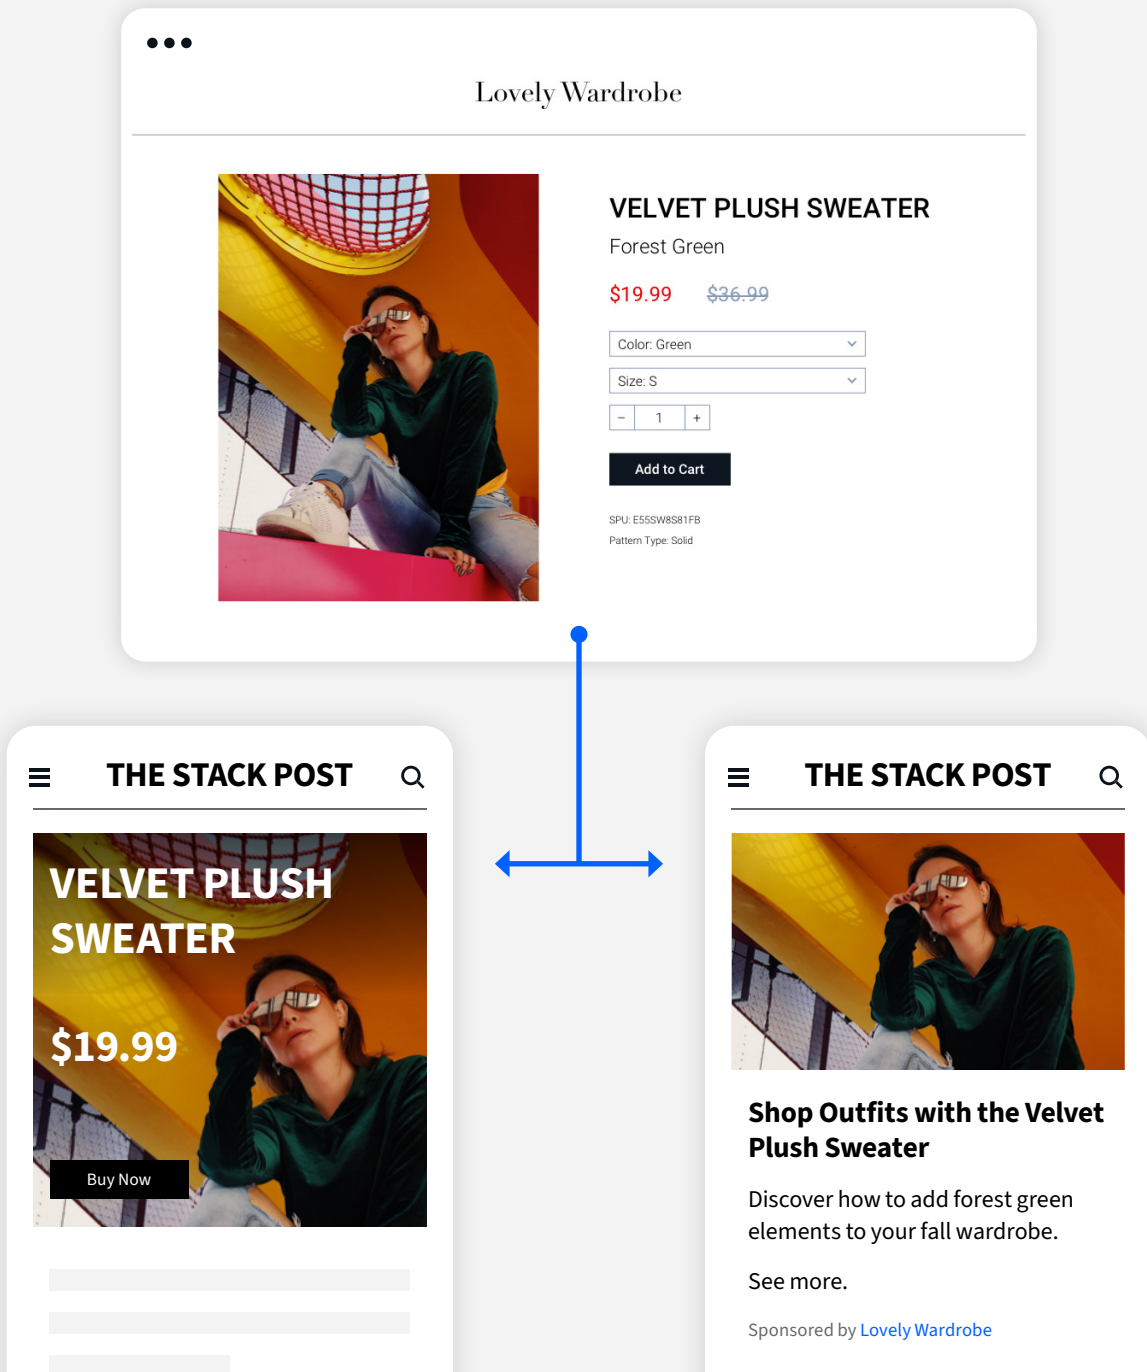 Lovely Wardrobe
VELVET PLUSH SWEATER
Forest Green
$19.99 $36.99
Color: Green
Size: S
− 1 +
Add to Cart
SPU: E55SW8S81FB
Pattern Type: Solid
THE STACK POST
VELVET PLUSH
SWEATER
$19.99
Buy Now
THE STACK POST
Shop Outfits with the Velvet
Plush Sweater
Discover how to add forest green
elements to your fall wardrobe.
See more.
Sponsored by Lovely Wardrobe